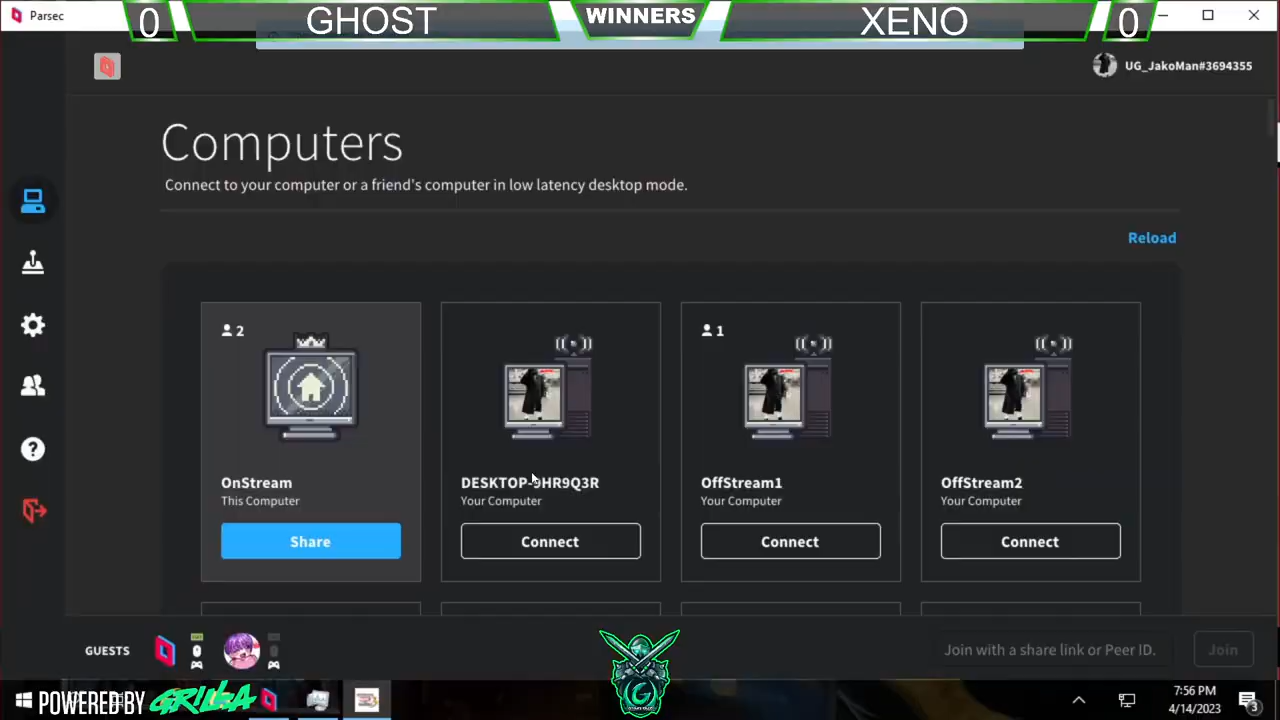 Parsec
0 GHOST WINNERS XENO 0
UG_JakoMan#3694355
Computers
Connect to your computer or a friend's computer in low latency desktop mode.
Reload
2
1
OnStream
This Computer
Share
DESKTOP-9HR9Q3R
Your Computer
Connect
OffStream1
Your Computer
Connect
OffStream2
Your Computer
Connect
GUESTS
Join with a share link or Peer ID.
Join
POWERED BY GRILLA
7:56 PM
4/14/2023
3